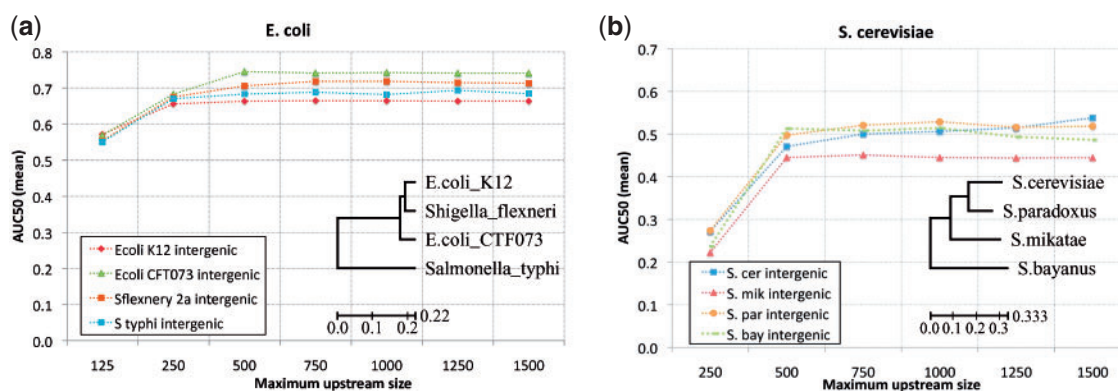 (a)
E. coli
AUC50 (mean)
0.8
0.7
0.6
0.5
0.4
0.3
0.2
0.1
0.0
125 250 500 750 1000 1250 1500
Maximum upstream size
Ecoli K12 intergenic
Ecoli CFT073 intergenic
Sflexnery 2a intergenic
S typhi intergenic
E.coli_K12
Shigella_flexneri
E.coli_CTF073
Salmonella_typhi
0.22
0.0 0.1 0.2
(b)
S. cerevisiae
AUC50 (mean)
0.7
0.6
0.5
0.4
0.3
0.2
0.1
0.0
250 500 750 1000 1250 1500
Maximum upstream size
S. cer intergenic
S. mik intergenic
S. par intergenic
S. bay intergenic
S.cerevisiae
S.paradoxus
S.mikatae
S.bayanus
0.333
0.0 0.1 0.2 0.3